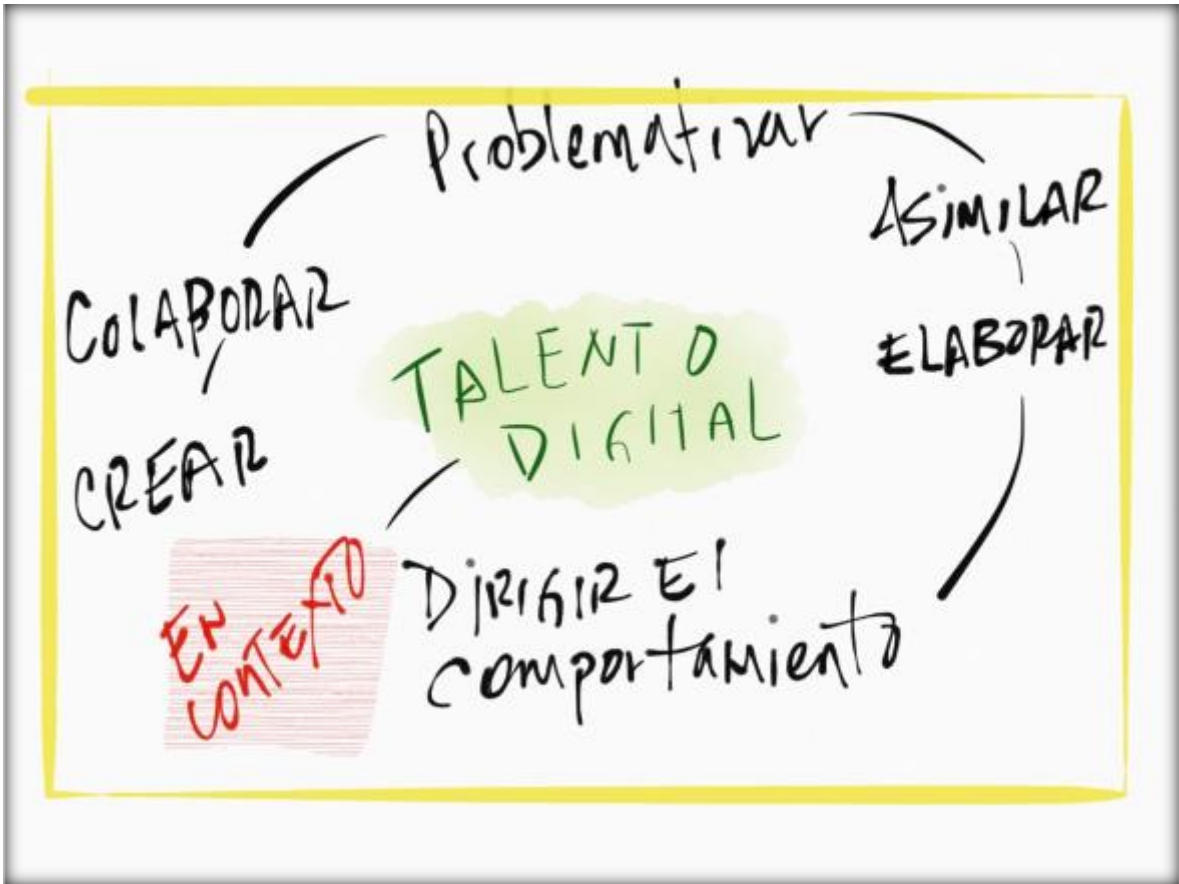 Problematizar
ASIMILAR
COLABORAR
ELABORAR
TALENTO
DIGITAL
CREAR
EN
CONTEXTO
DIRIGIR El
comportamiento